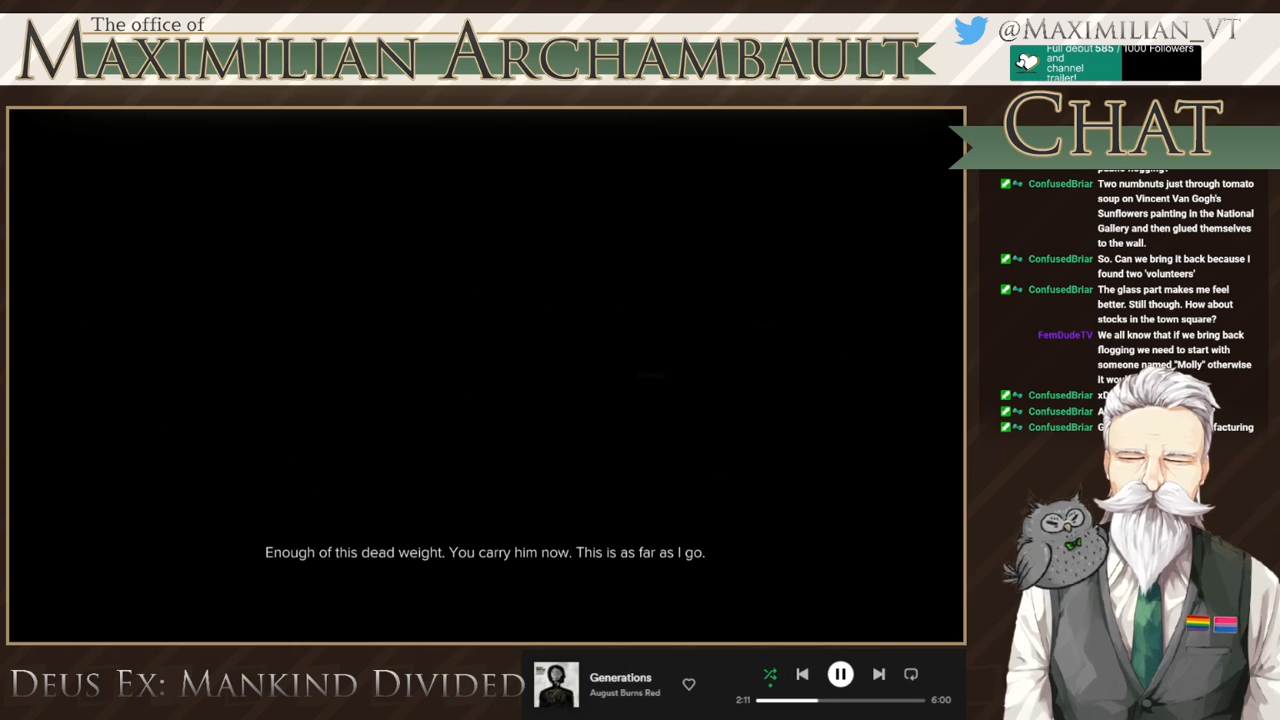 The office of
MAXIMILIAN ARCHAMBAULT
@MAXIMILIAN_VT
Full debut 585 / 1000 Followers
and
channel
trailer!
CHAT
ConfusedBriar Two numbnuts just through tomato
soup on Vincent Van Gogh's
Sunflowers painting in the National
Gallery and then glued themselves
to the wall.
ConfusedBriar So. Can we bring it back because I
found two 'volunteers'
ConfusedBriar The glass part makes me feel
better. Still though. How about
stocks in the town square?
FemDudeTV We all know that if we bring back
flogging we need to start with
someone named "Molly" otherwise
it
ConfusedBriar
ConfusedBriar
ConfusedBriar
Enough of this dead weight. You carry him now. This is as far as I go.
DEUS EX: MANKIND DIVIDED
Generations
August Burns Red
2:11
6:00